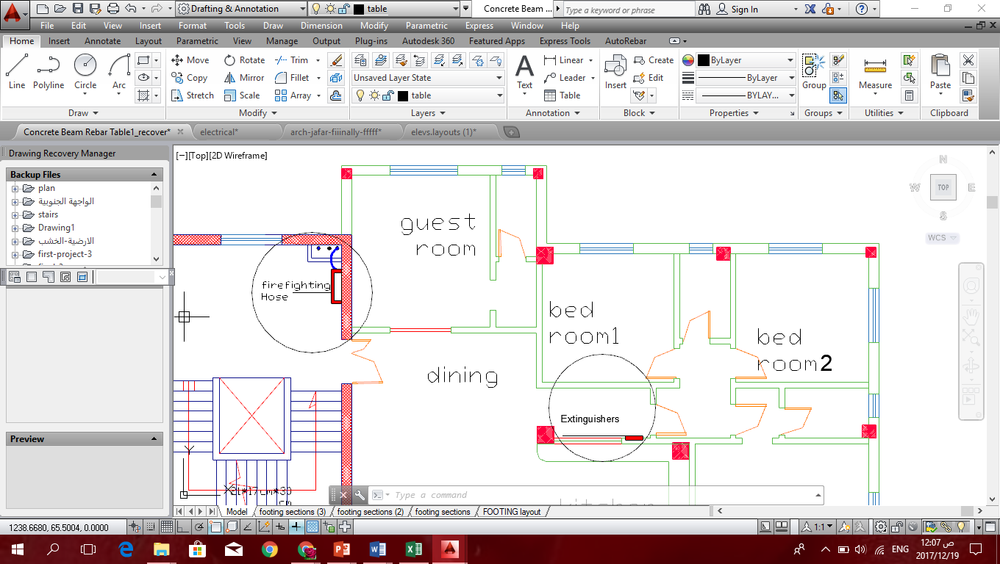 Drafting & Annotation
table
Concrete Beam ...
Type a keyword or phrase
Sign In
File Edit View Insert Format Tools Draw Dimension Modify Parametric Express Window Help
Home Insert Annotate Layout Parametric View Manage Output Plug-ins Autodesk 360 Featured Apps Express Tools AutoRebar
Line Polyline Circle Arc
Move Rotate Trim
Copy Mirror Fillet
Stretch Scale Array
Unsaved Layer State
table
Text
Linear
Leader
Table
Insert
Create
Edit
ByLayer
ByLayer
BYLAY...
Group
Measure
Paste
Draw Modify Layers Annotation Block Properties Groups Utilities Clipboard
Concrete Beam Rebar Table1_recover* electrical* arch-jafar-fiiinally-fffff* elevs.layouts (1)*
Drawing Recovery Manager
Backup Files
plan
الواجهة الجنوبية
stairs
Drawing1
الارضية-الخشب
first-project-3
Preview
[−][Top][2D Wireframe]
N
W TOP E
S
WCS
guest
room
firefighting
Hose
bed
room1
bed
room2
dining
Extinguishers
kitchen
Y
X
21*17cm*30
cm
Type a command
Model footing sections (3) footing sections (2) footing sections FOOTING layout
1238.6680, 65.5004, 0.0000
1:1
ENG
12:07 ص
2017/12/19